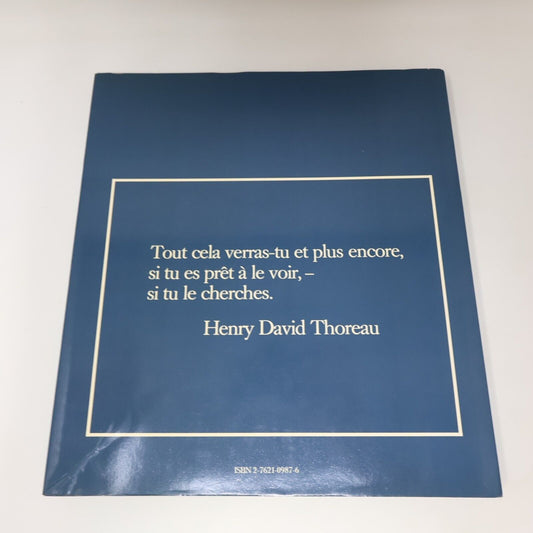 Tout cela verras-tu et plus encore,
si tu es prêt à le voir, –
si tu le cherches.
Henry David Thoreau
ISBN 2-7621-0987-6